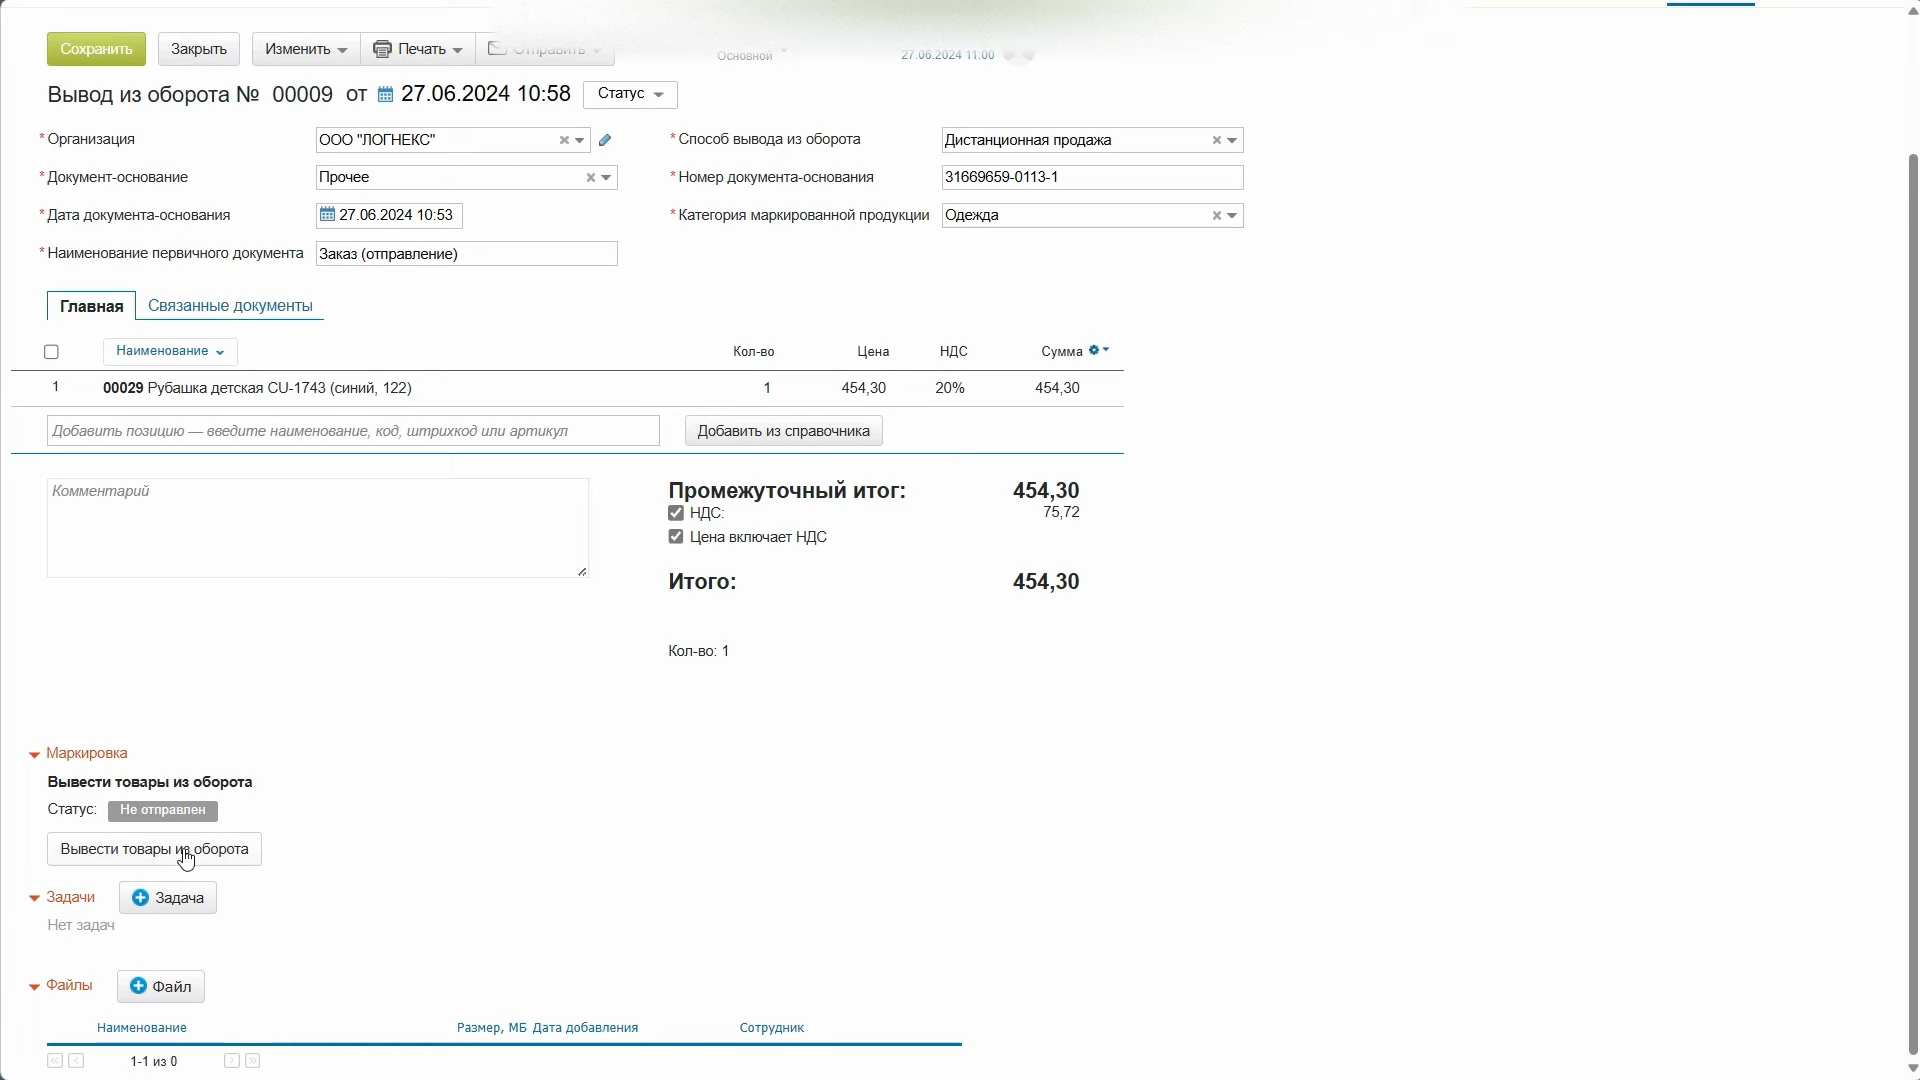 Сохранить Закрыть Изменить Печать Отправить
Основной 27.06.2024 11:00
Вывод из оборота № 00009 от 27.06.2024 10:58 Статус
* Организация ООО "ЛОГНЕКС" * Способ вывода из оборота Дистанционная продажа
* Документ-основание Прочее * Номер документа-основания 31669659-0113-1
* Дата документа-основания 27.06.2024 10:53 * Категория маркированной продукции Одежда
* Наименование первичного документа Заказ (отправление)
Главная Связанные документы
Наименование Кол-во Цена НДС Сумма
1 00029 Рубашка детская CU-1743 (синий, 122) 1 454,30 20% 454,30
Добавить позицию — введите наименование, код, штрихкод или артикул Добавить из справочника
Комментарий Промежуточный итог: 454,30
НДС: 75,72
Цена включает НДС
Итого: 454,30
Кол-во: 1
Маркировка
Вывести товары из оборота
Статус: Не отправлен
Вывести товары из оборота
Задачи Задача
Нет задач
Файлы Файл
Наименование Размер, МБ Дата добавления Сотрудник
1-1 из 0